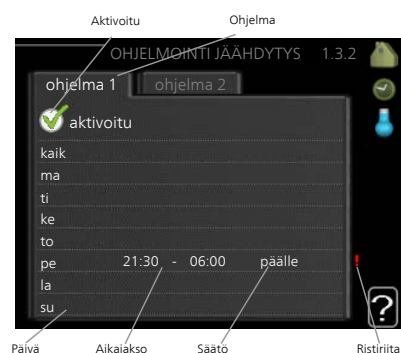 Aktivoitu Ohjelma
OHJELMOINTI JÄÄHDYTYS 1.3.2
ohjelma 1 ohjelma 2
aktivoitu
kaik
ma
ti
ke
to
pe 21:30 - 06:00 päälle !
la
su
?
Päivä Aikajakso Säätö Ristiriita